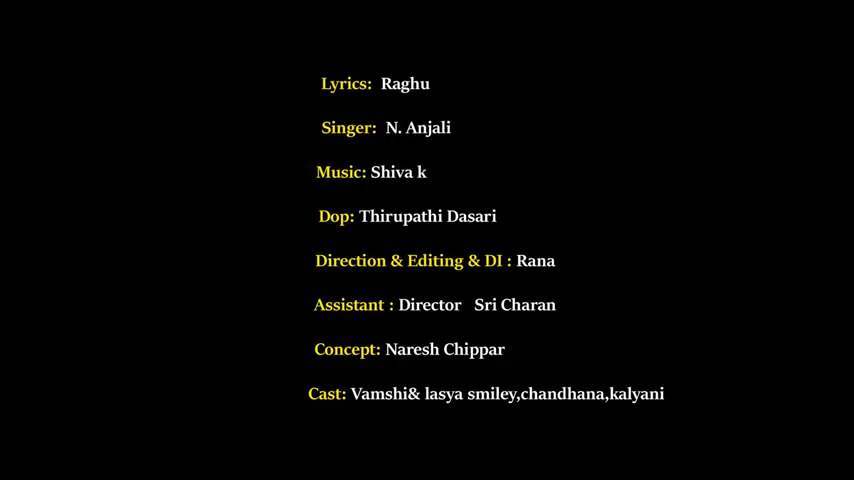 Lyrics: Raghu
Singer: N. Anjali
Music: Shiva k
Dop: Thirupathi Dasari
Direction & Editing & DI : Rana
Assistant : Director Sri Charan
Concept: Naresh Chippar
Cast: Vamshi& lasya smiley,chandhana,kalyani